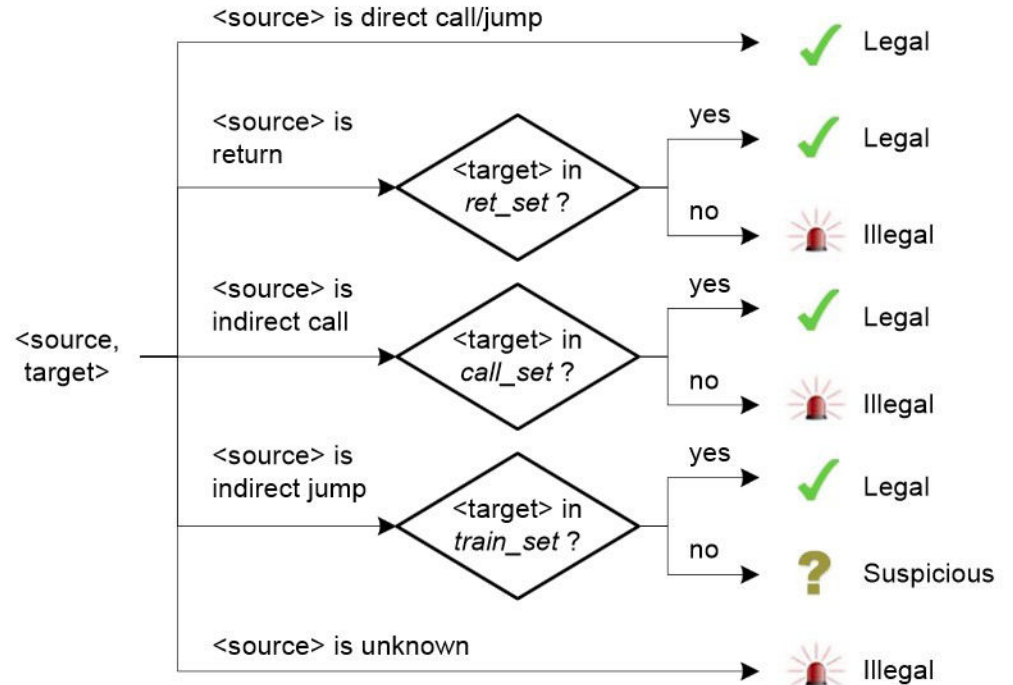 <source> is direct call/jump
Legal
<source> is
return
<target> in
ret_set ?
yes
Legal
no
Illegal
<source,
target>
<source> is
indirect call
<target> in
call_set ?
yes
Legal
no
Illegal
<source> is
indirect jump
<target> in
train_set ?
yes
Legal
no
Suspicious
<source> is unknown
Illegal